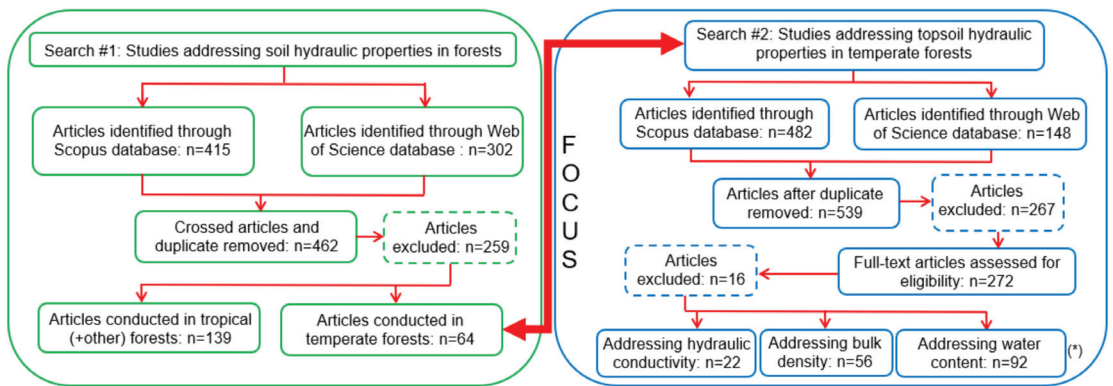 Search #1: Studies addressing soil hydraulic properties in forests
Articles identified through
Scopus database: n=415
Articles identified through Web
of Science database : n=302
Crossed articles and
duplicate removed: n=462
Articles
excluded: n=259
Articles conducted in tropical
(+other) forests: n=139
Articles conducted in
temperate forests: n=64
FOCUS
Search #2: Studies addressing topsoil hydraulic
properties in temperate forests
Articles identified through
Scopus database: n=482
Articles identified through Web
of Science database: n=148
Articles after duplicate
removed: n=539
Articles
excluded: n=267
Full-text articles assessed for
eligibility: n=272
Articles
excluded: n=16
Addressing hydraulic
conductivity: n=22
Addressing bulk
density: n=56
Addressing water
content: n=92
(*)